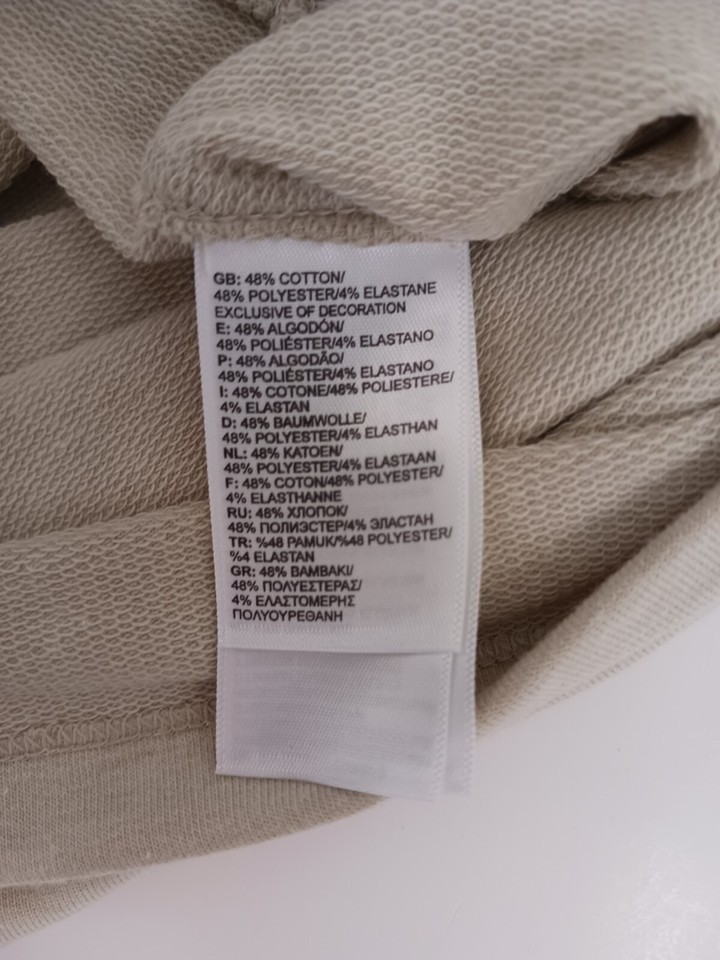 GB: 48% COTTON/
48% POLYESTER/4% ELASTANE
EXCLUSIVE OF DECORATION
E: 48% ALGODÓN/
48% POLIÉSTER/4% ELASTANO
P: 48% ALGODÃO/
48% POLIÉSTER/4% ELASTANO
I: 48% COTONE/48% POLIESTERE/
4% ELASTAN
D: 48% BAUMWOLLE/
48% POLYESTER/4% ELASTHAN
NL: 48% KATOEN/
48% POLYESTER/4% ELASTAAN
F: 48% COTON/48% POLYESTER/
4% ELASTHANNE
RU: 48% ХЛОПОК/
48% ПОЛИЭСТЕР/4% ЭЛАСТАН
TR: %48 PAMUK/%48 POLYESTER/
%4 ELASTAN
GR: 48% ΒΑΜΒΑΚΙ/
48% ΠΟΛΥΕΣΤΕΡΑΣ/
4% ΕΛΑΣΤΟΜΕΡΗΣ
ΠΟΛΥΟΥΡΕΘΑΝΗ